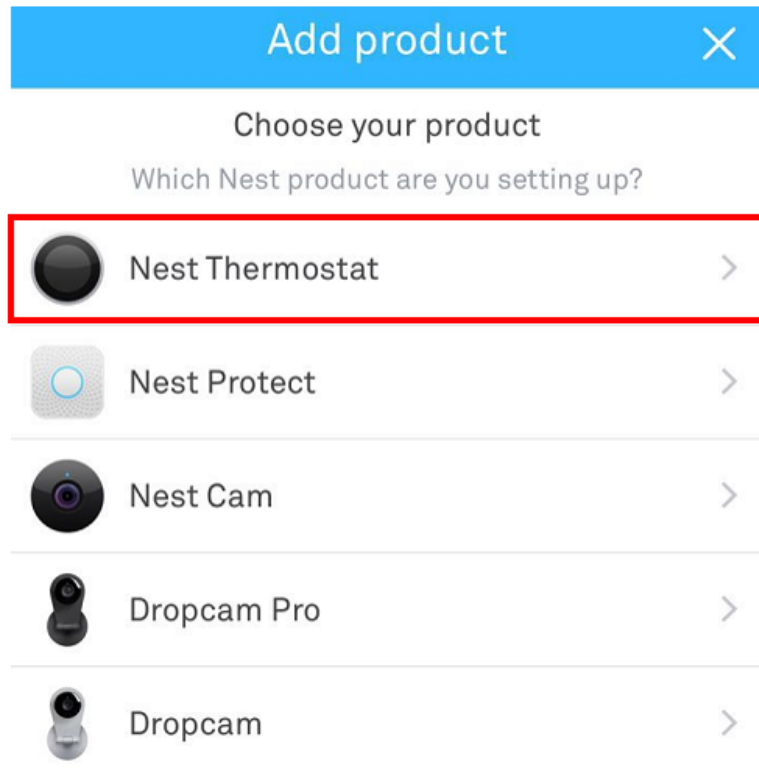 Add product
Choose your product
Which Nest product are you setting up?
Nest Thermostat
Nest Protect
Nest Cam
Dropcam Pro
Dropcam